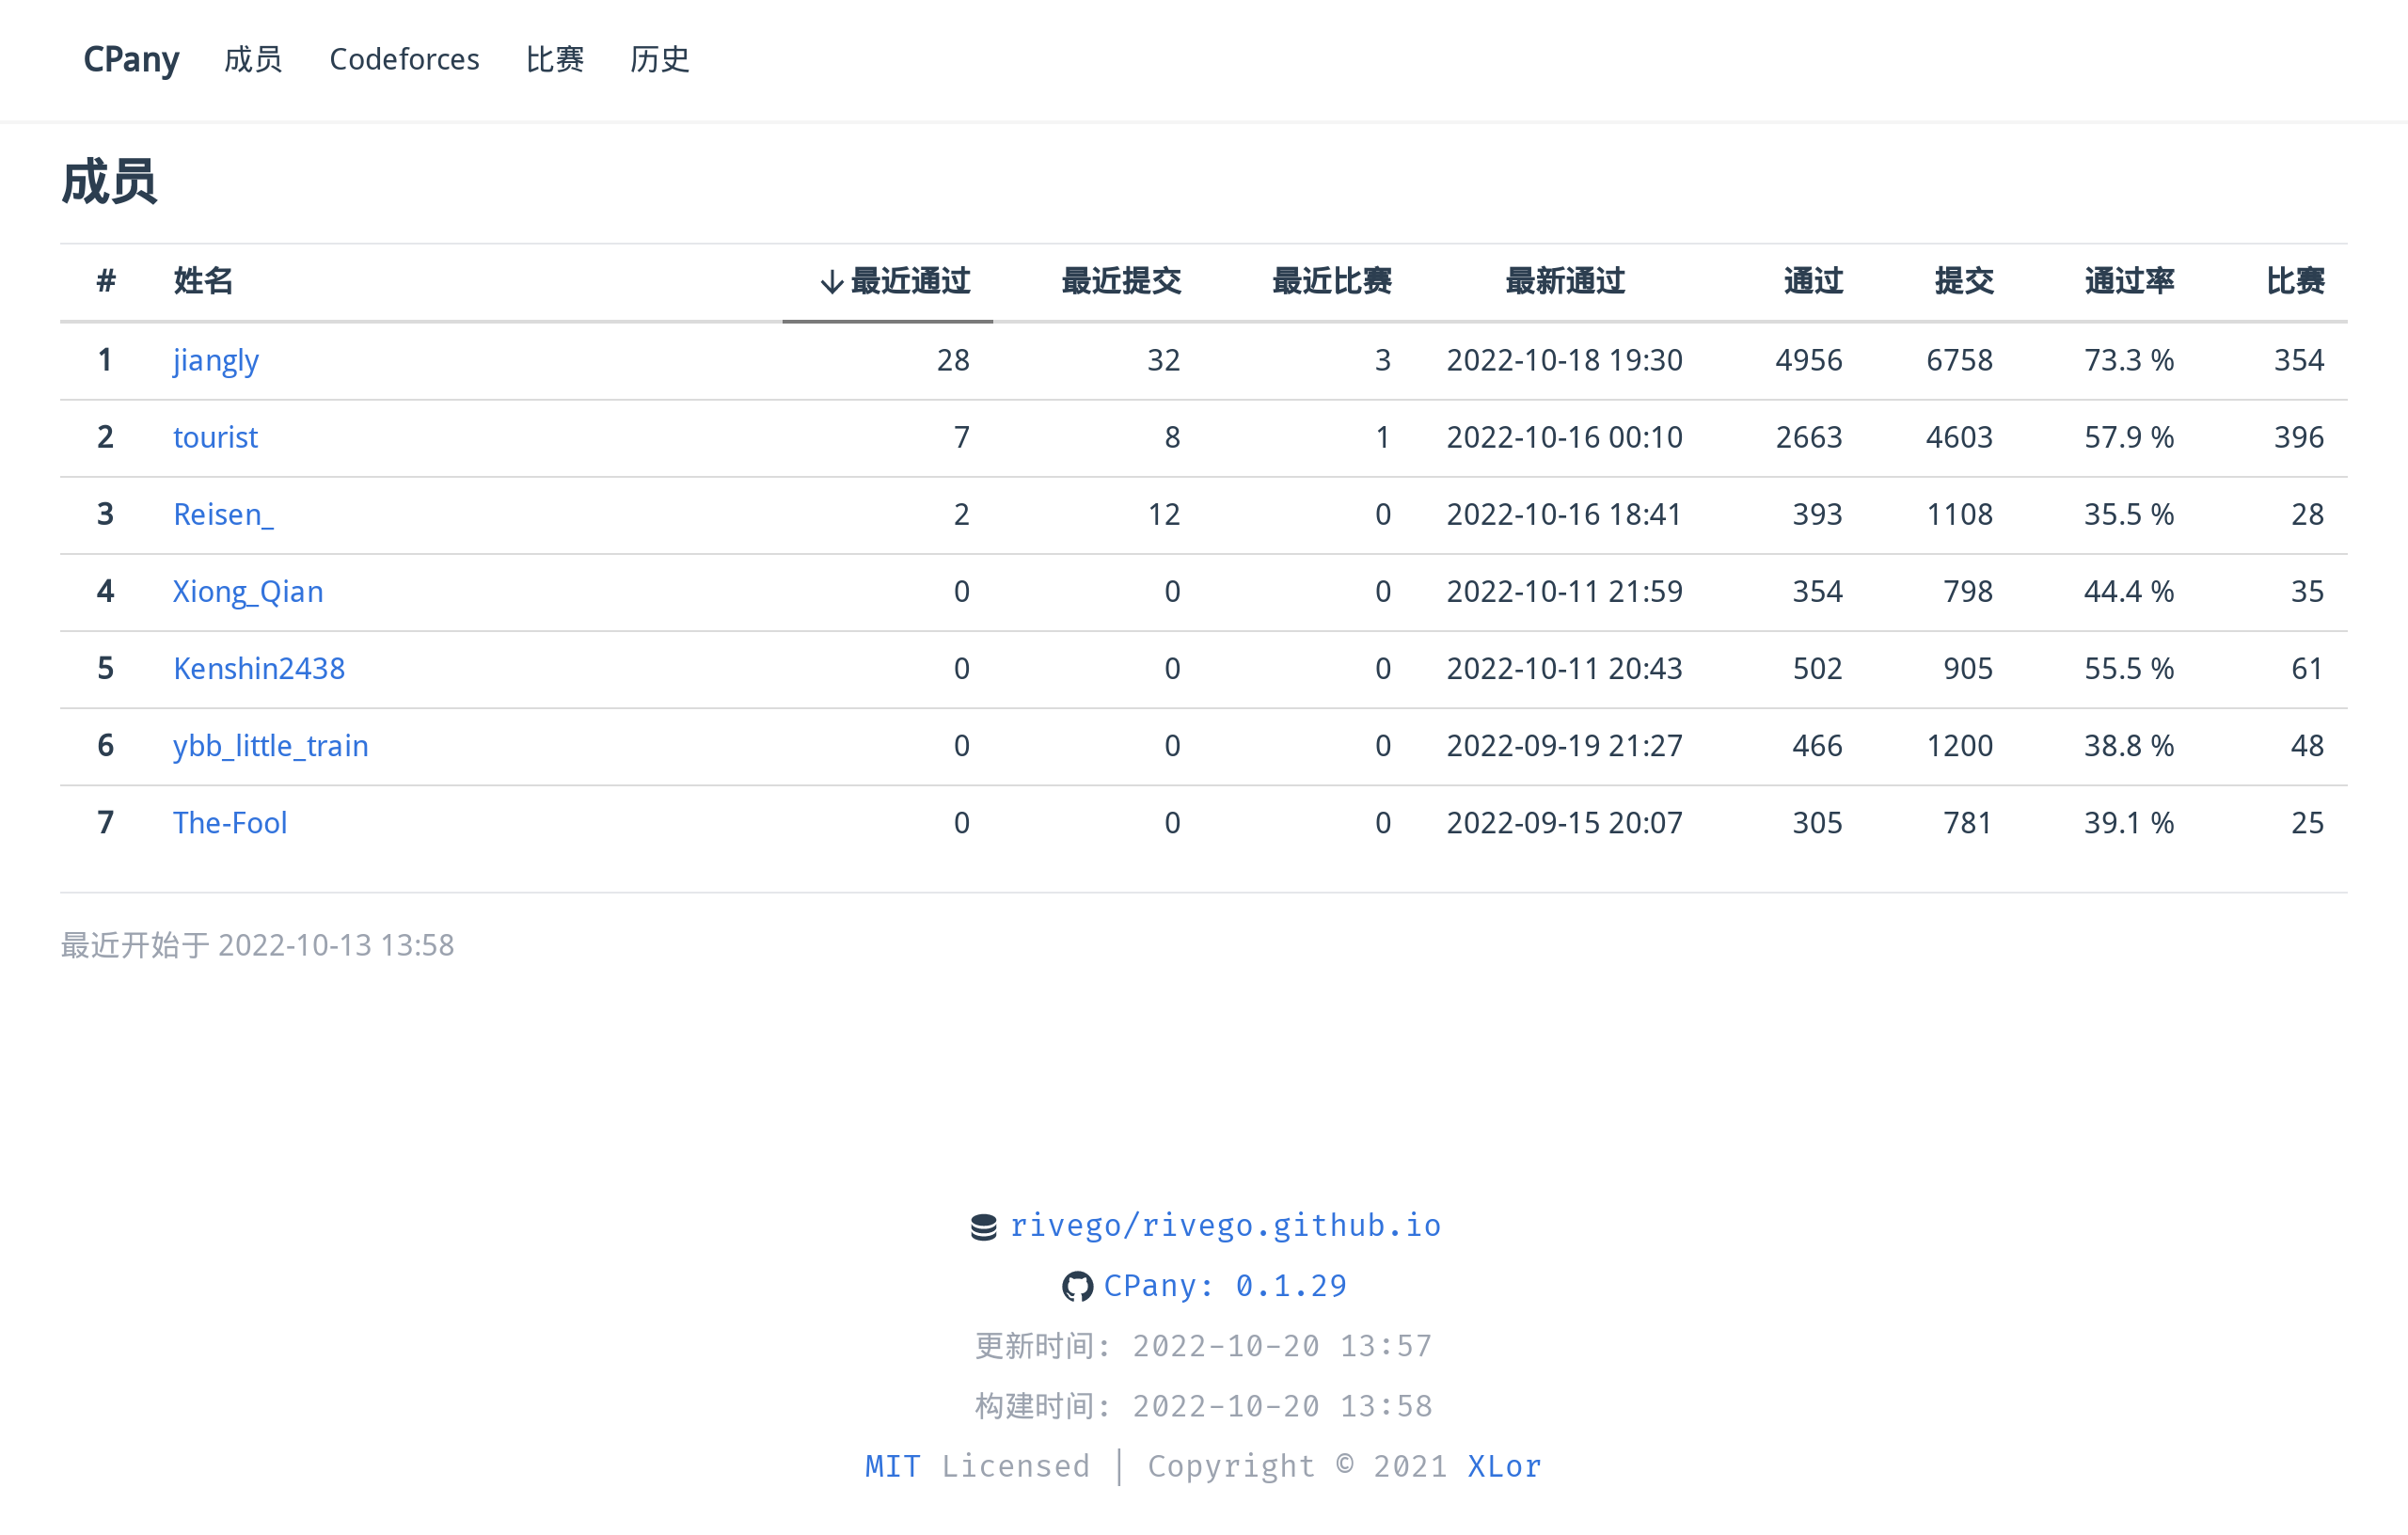 CPany 成员 Codeforces 比赛 历史
成员
# 姓名 ↓最近通过 最近提交 最近比赛 最新通过 通过 提交 通过率 比赛
1 jiangly 28 32 3 2022-10-18 19:30 4956 6758 73.3 % 354
2 tourist 7 8 1 2022-10-16 00:10 2663 4603 57.9 % 396
3 Reisen_ 2 12 0 2022-10-16 18:41 393 1108 35.5 % 28
4 Xiong_Qian 0 0 0 2022-10-11 21:59 354 798 44.4 % 35
5 Kenshin2438 0 0 0 2022-10-11 20:43 502 905 55.5 % 61
6 ybb_little_train 0 0 0 2022-09-19 21:27 466 1200 38.8 % 48
7 The-Fool 0 0 0 2022-09-15 20:07 305 781 39.1 % 25
最近开始于 2022-10-13 13:58
rivego/rivego.github.io
CPany: 0.1.29
更新时间: 2022-10-20 13:57
构建时间: 2022-10-20 13:58
MIT Licensed | Copyright © 2021 XLor